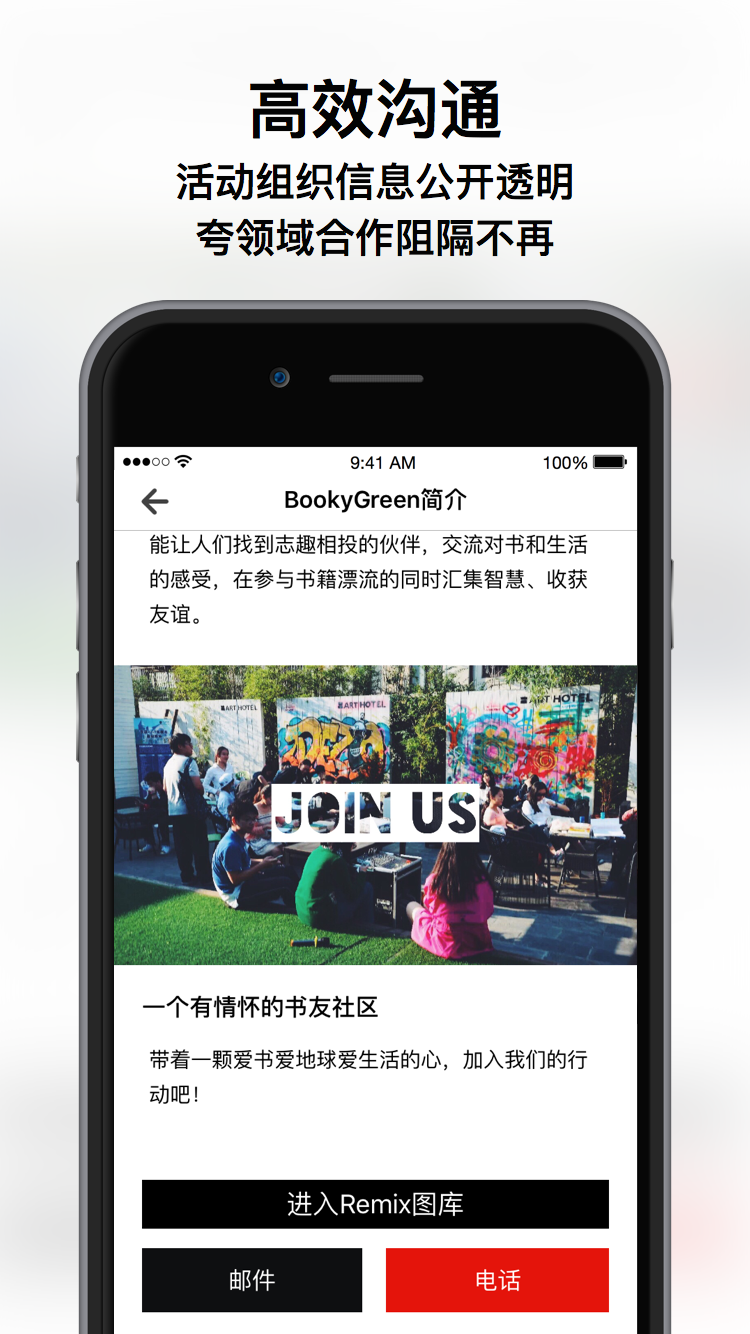 高效沟通
活动组织信息公开透明
夸领域合作阻隔不再
9:41 AM
100%
BookyGreen简介
能让人们找到志趣相投的伙伴，交流对书和生活
的感受，在参与书籍漂流的同时汇集智慧、收获
友谊。
ART HOTEL
ART HOTEL
ART HOTEL
JOIN US
一个有情怀的书友社区
带着一颗爱书爱地球爱生活的心，加入我们的行
动吧！
进入Remix图库
邮件
电话